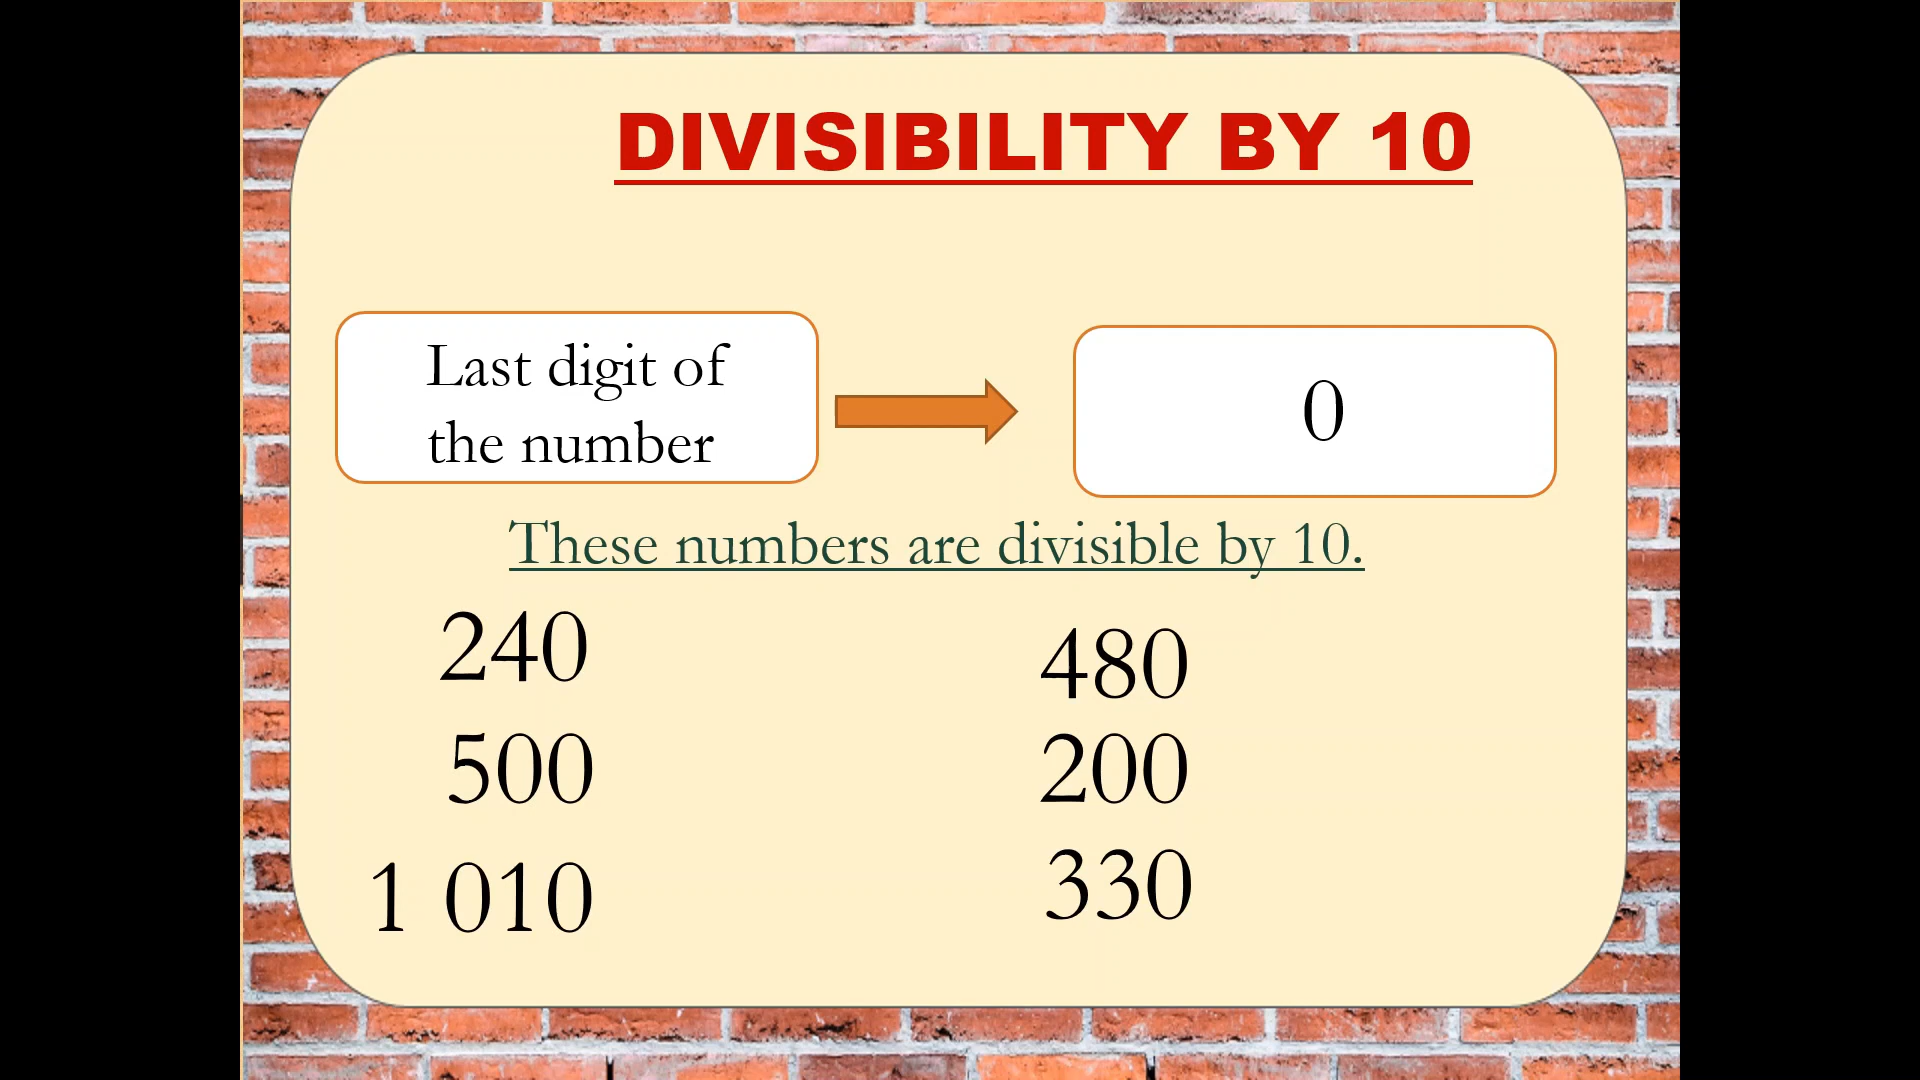 DIVISIBILITY BY 10
Last digit of
the number
0
These numbers are divisible by 10.
240
480
500
200
1 010
330